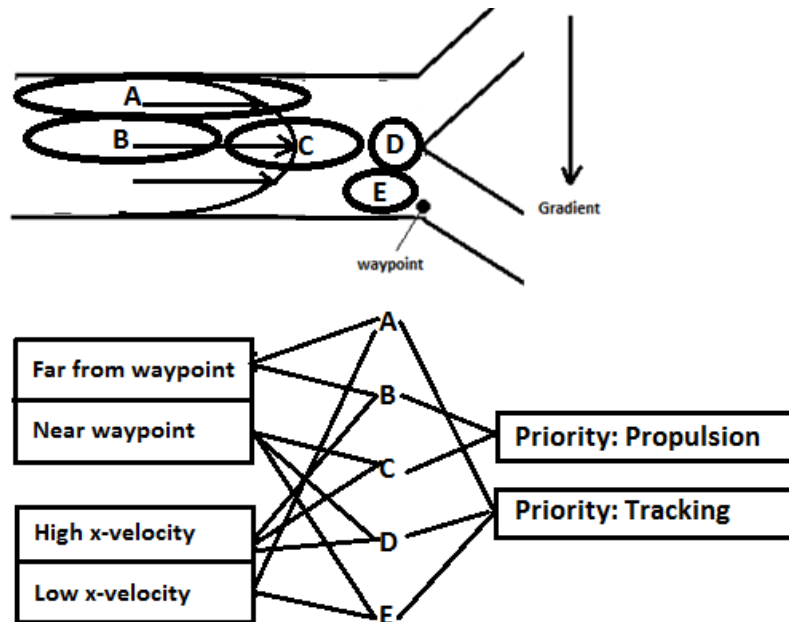 A
B
C
D
E
Gradient
waypoint
A
Far from waypoint
B
Near waypoint
Priority: Propulsion
C
Priority: Tracking
High x-velocity
D
Low x-velocity
E